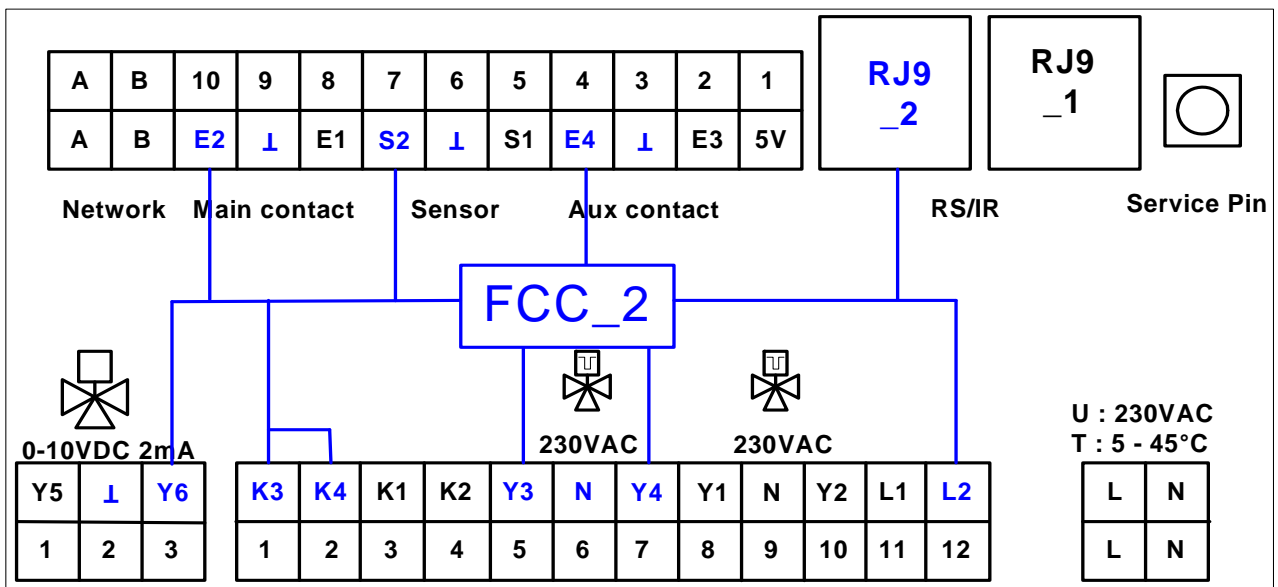 A B 10 9 8 7 6 5 4 3 2 1
A B E2 ⊥ E1 S2 ⊥ S1 E4 ⊥ E3 5V
RJ9
_2
RJ9
_1
Network Main contact Sensor Aux contact RS/IR Service Pin
FCC_2
0-10VDC 2mA
230VAC
230VAC
U : 230VAC
T : 5 - 45°C
Y5 ⊥ Y6
1 2 3
K3 K4 K1 K2 Y3 N Y4 Y1 N Y2 L1 L2
1 2 3 4 5 6 7 8 9 10 11 12
L N
L N